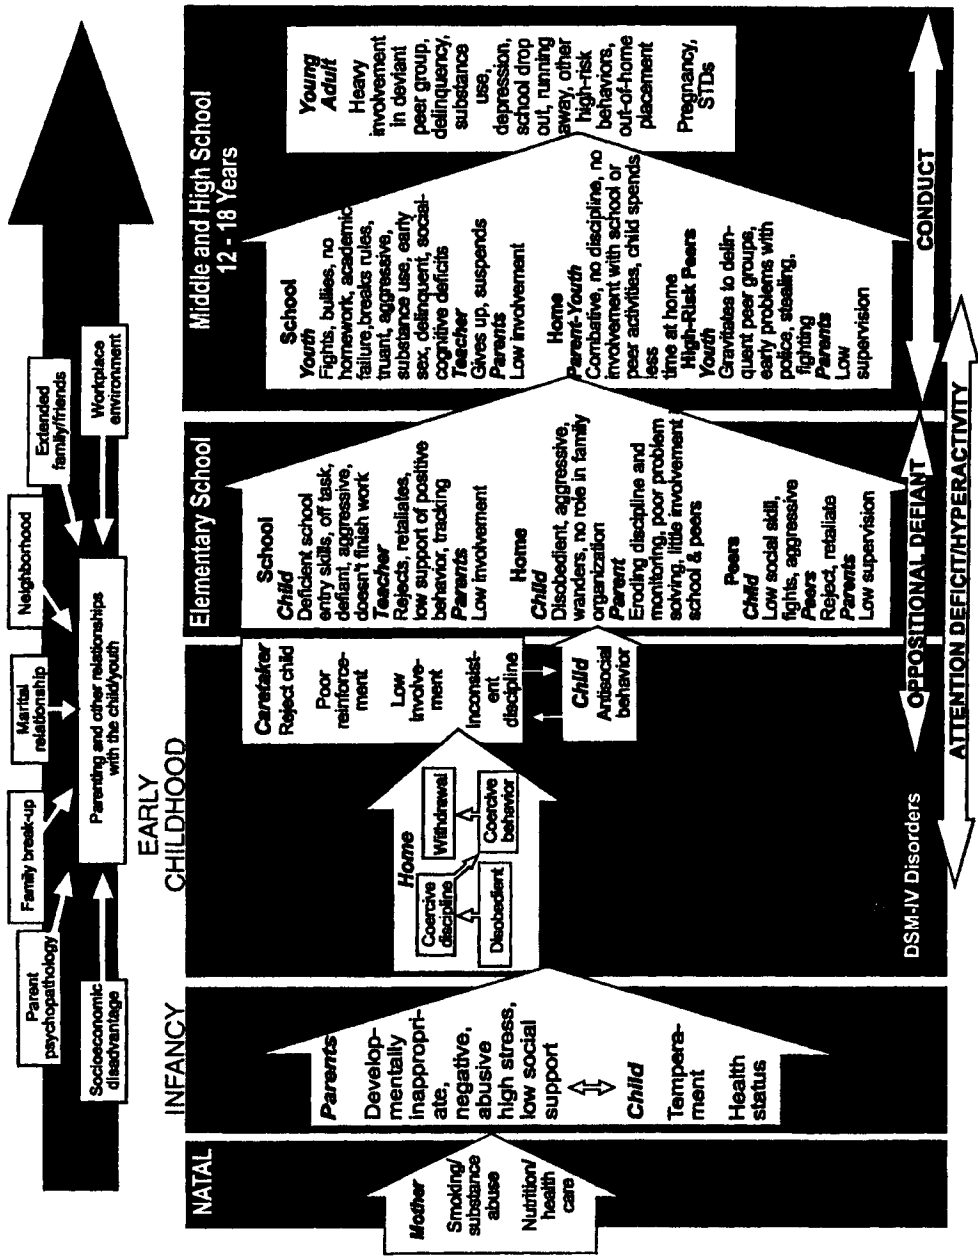 Parent
psychopathology
Family break-up
Marital
relationship
Neighborhood
Extended
family/friends
Socioeconomic
disadvantage
Parenting and other relationships
with the child/youth
Workplace
environment
NATAL
Mother
Smoking/
substance
abuse
Nutrition/
health
care
INFANCY
Parents
Develop-
mentally
inappropri-
ate,
negative,
abusive
high stress,
low social
support
Child
Tempera-
ment
Health
status
EARLY
CHILDHOOD
Home
Coercive
discipline
Withdrawal
Disobedient
Coercive
behavior
Caretaker
Reject child
Poor
reinforce-
ment
Low
involve-
ment
Inconsist-
ent
discipline
Child
Antisocial
behavior
Elementary School
School
Child
Deficient school
entry skills, off task,
defiant, aggressive,
doesn't finish work
Teacher
Rejects, retaliates,
low support of positive
behavior, tracking
Parents
Low involvement
Home
Child
Disobedient, aggressive,
wanders, no role in family
organization
Parent
Eroding discipline and
monitoring, poor problem
solving, little involvement
school & peers
Peers
Child
Low social skill,
fights, aggressive
Peers
Reject, retaliate
Parents
Low supervision
Middle and High School
12 - 18 Years
School
Youth
Fights, bullies, no
homework, academic
failure,breaks rules,
truant, aggressive,
substance use, early
sex, delinquent, social-
cognitive deficits
Teacher
Gives up, suspends
Parents
Low involvement
Home
Parent-Youth
Combative, no discipline, no
involvement with school or
peer activities, child spends
less
time at home
High-Risk Peers
Youth
Gravitates to delin-
quent peer groups,
early problems with
police, stealing,
fighting
Parents
Low
supervision
Young
Adult
Heavy
involvement
in deviant
peer group,
delinquency,
substance
use,
depression,
school drop
out, running
away, other
high-risk
behaviors,
out-of-home
placement
Pregnancy,
STDs
DSM-IV Disorders
OPPOSITIONAL DEFIANT
CONDUCT
ATTENTION DEFICIT/HYPERACTIVITY